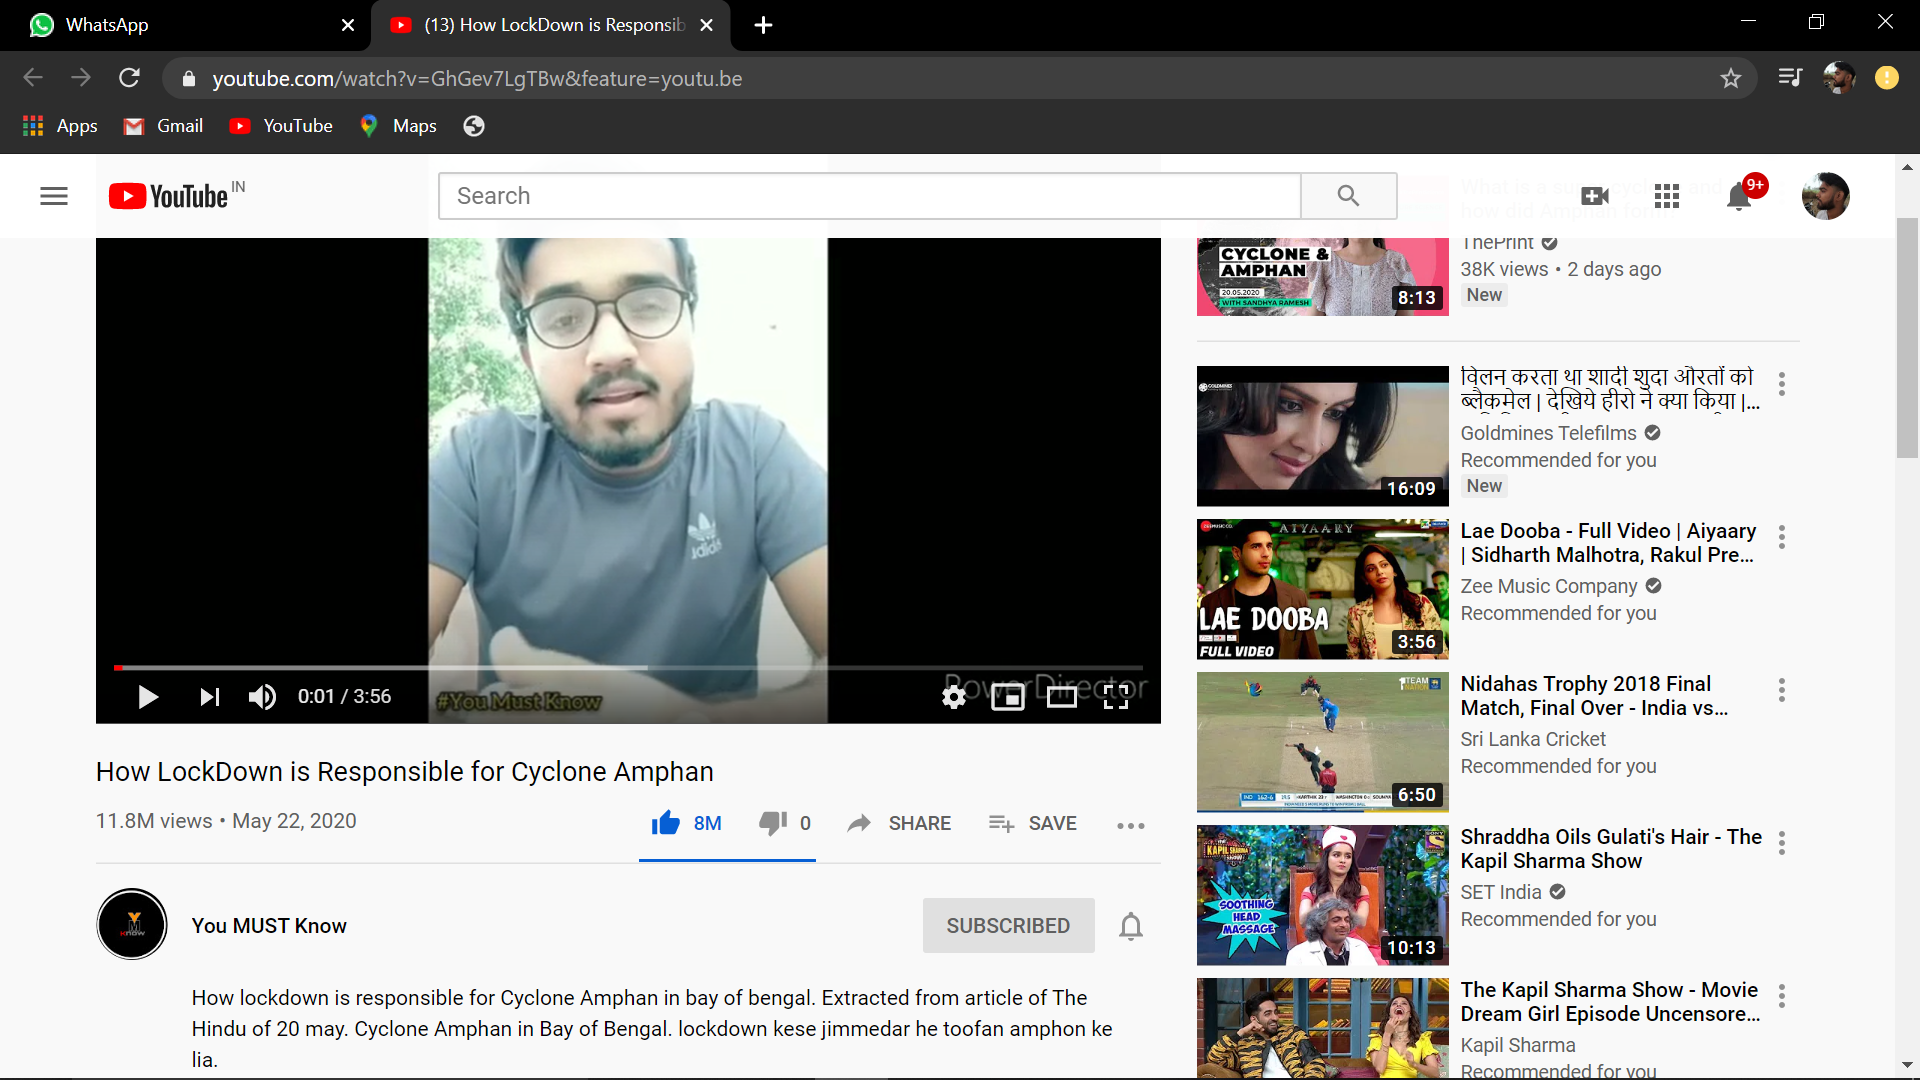 WhatsApp
(13) How LockDown is Responsib
youtube.com/watch?v=GhGev7LgTBw&feature=youtu.be
Apps
Gmail
YouTube
Maps
YouTube IN
Search
9+
#You Must Know
PowerDirector
0:01 / 3:56
How LockDown is Responsible for Cyclone Amphan
11.8M views • May 22, 2020
8M
0
SHARE
SAVE
You MUST Know
SUBSCRIBED
How lockdown is responsible for Cyclone Amphan in bay of bengal. Extracted from article of The
Hindu of 20 may. Cyclone Amphan in Bay of Bengal. lockdown kese jimmedar he toofan amphon ke
lia.
CYCLONE &
AMPHAN
20.05.2020
WITH SANDHYA RAMESH
8:13
ThePrint
38K views • 2 days ago
New
GOLDMINES
16:09
विलन करता था शादी शुदा औरतों को
ब्लैकमेल | देखिये हीरो ने क्या किया |...
Goldmines Telefilms
Recommended for you
New
AIYAARY
LAE DOOBA
FULL VIDEO
3:56
Lae Dooba - Full Video | Aiyaary
| Sidharth Malhotra, Rakul Pre...
Zee Music Company
Recommended for you
1TEAM
NATION
6:50
Nidahas Trophy 2018 Final
Match, Final Over - India vs...
Sri Lanka Cricket
Recommended for you
THE
KAPIL SHARMA
SHOW
SOOTHING
HEAD
MASSAGE
10:13
Shraddha Oils Gulati's Hair - The
Kapil Sharma Show
SET India
Recommended for you
The Kapil Sharma Show - Movie
Dream Girl Episode Uncensore...
Kapil Sharma
Recommended for you